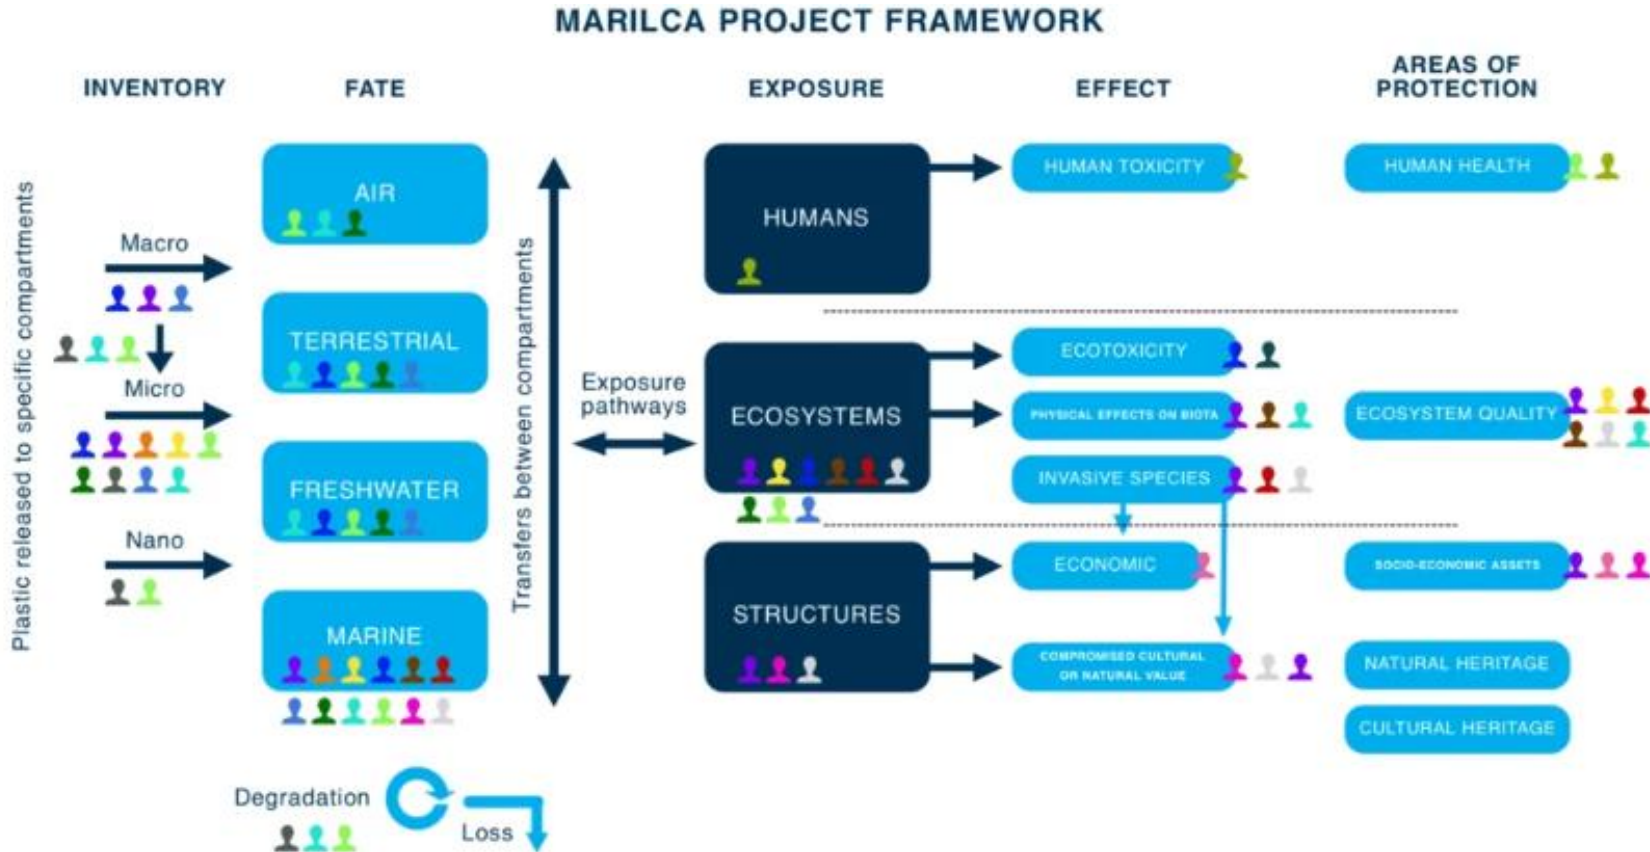 MARILCA PROJECT FRAMEWORK
INVENTORY
FATE
EXPOSURE
EFFECT
AREAS OF
PROTECTION
Plastic released to specific compartments
Macro
Micro
Nano
AIR
TERRESTRIAL
FRESHWATER
MARINE
Degradation
Loss
Transfers between compartments
Exposure
pathways
HUMANS
ECOSYSTEMS
STRUCTURES
HUMAN TOXICITY
ECOTOXICITY
PHYSICAL EFFECTS ON BIOTA
INVASIVE SPECIES
ECONOMIC
COMPROMISED CULTURAL
OR NATURAL VALUE
HUMAN HEALTH
ECOSYSTEM QUALITY
SOCIO-ECONOMIC ASSETS
NATURAL HERITAGE
CULTURAL HERITAGE